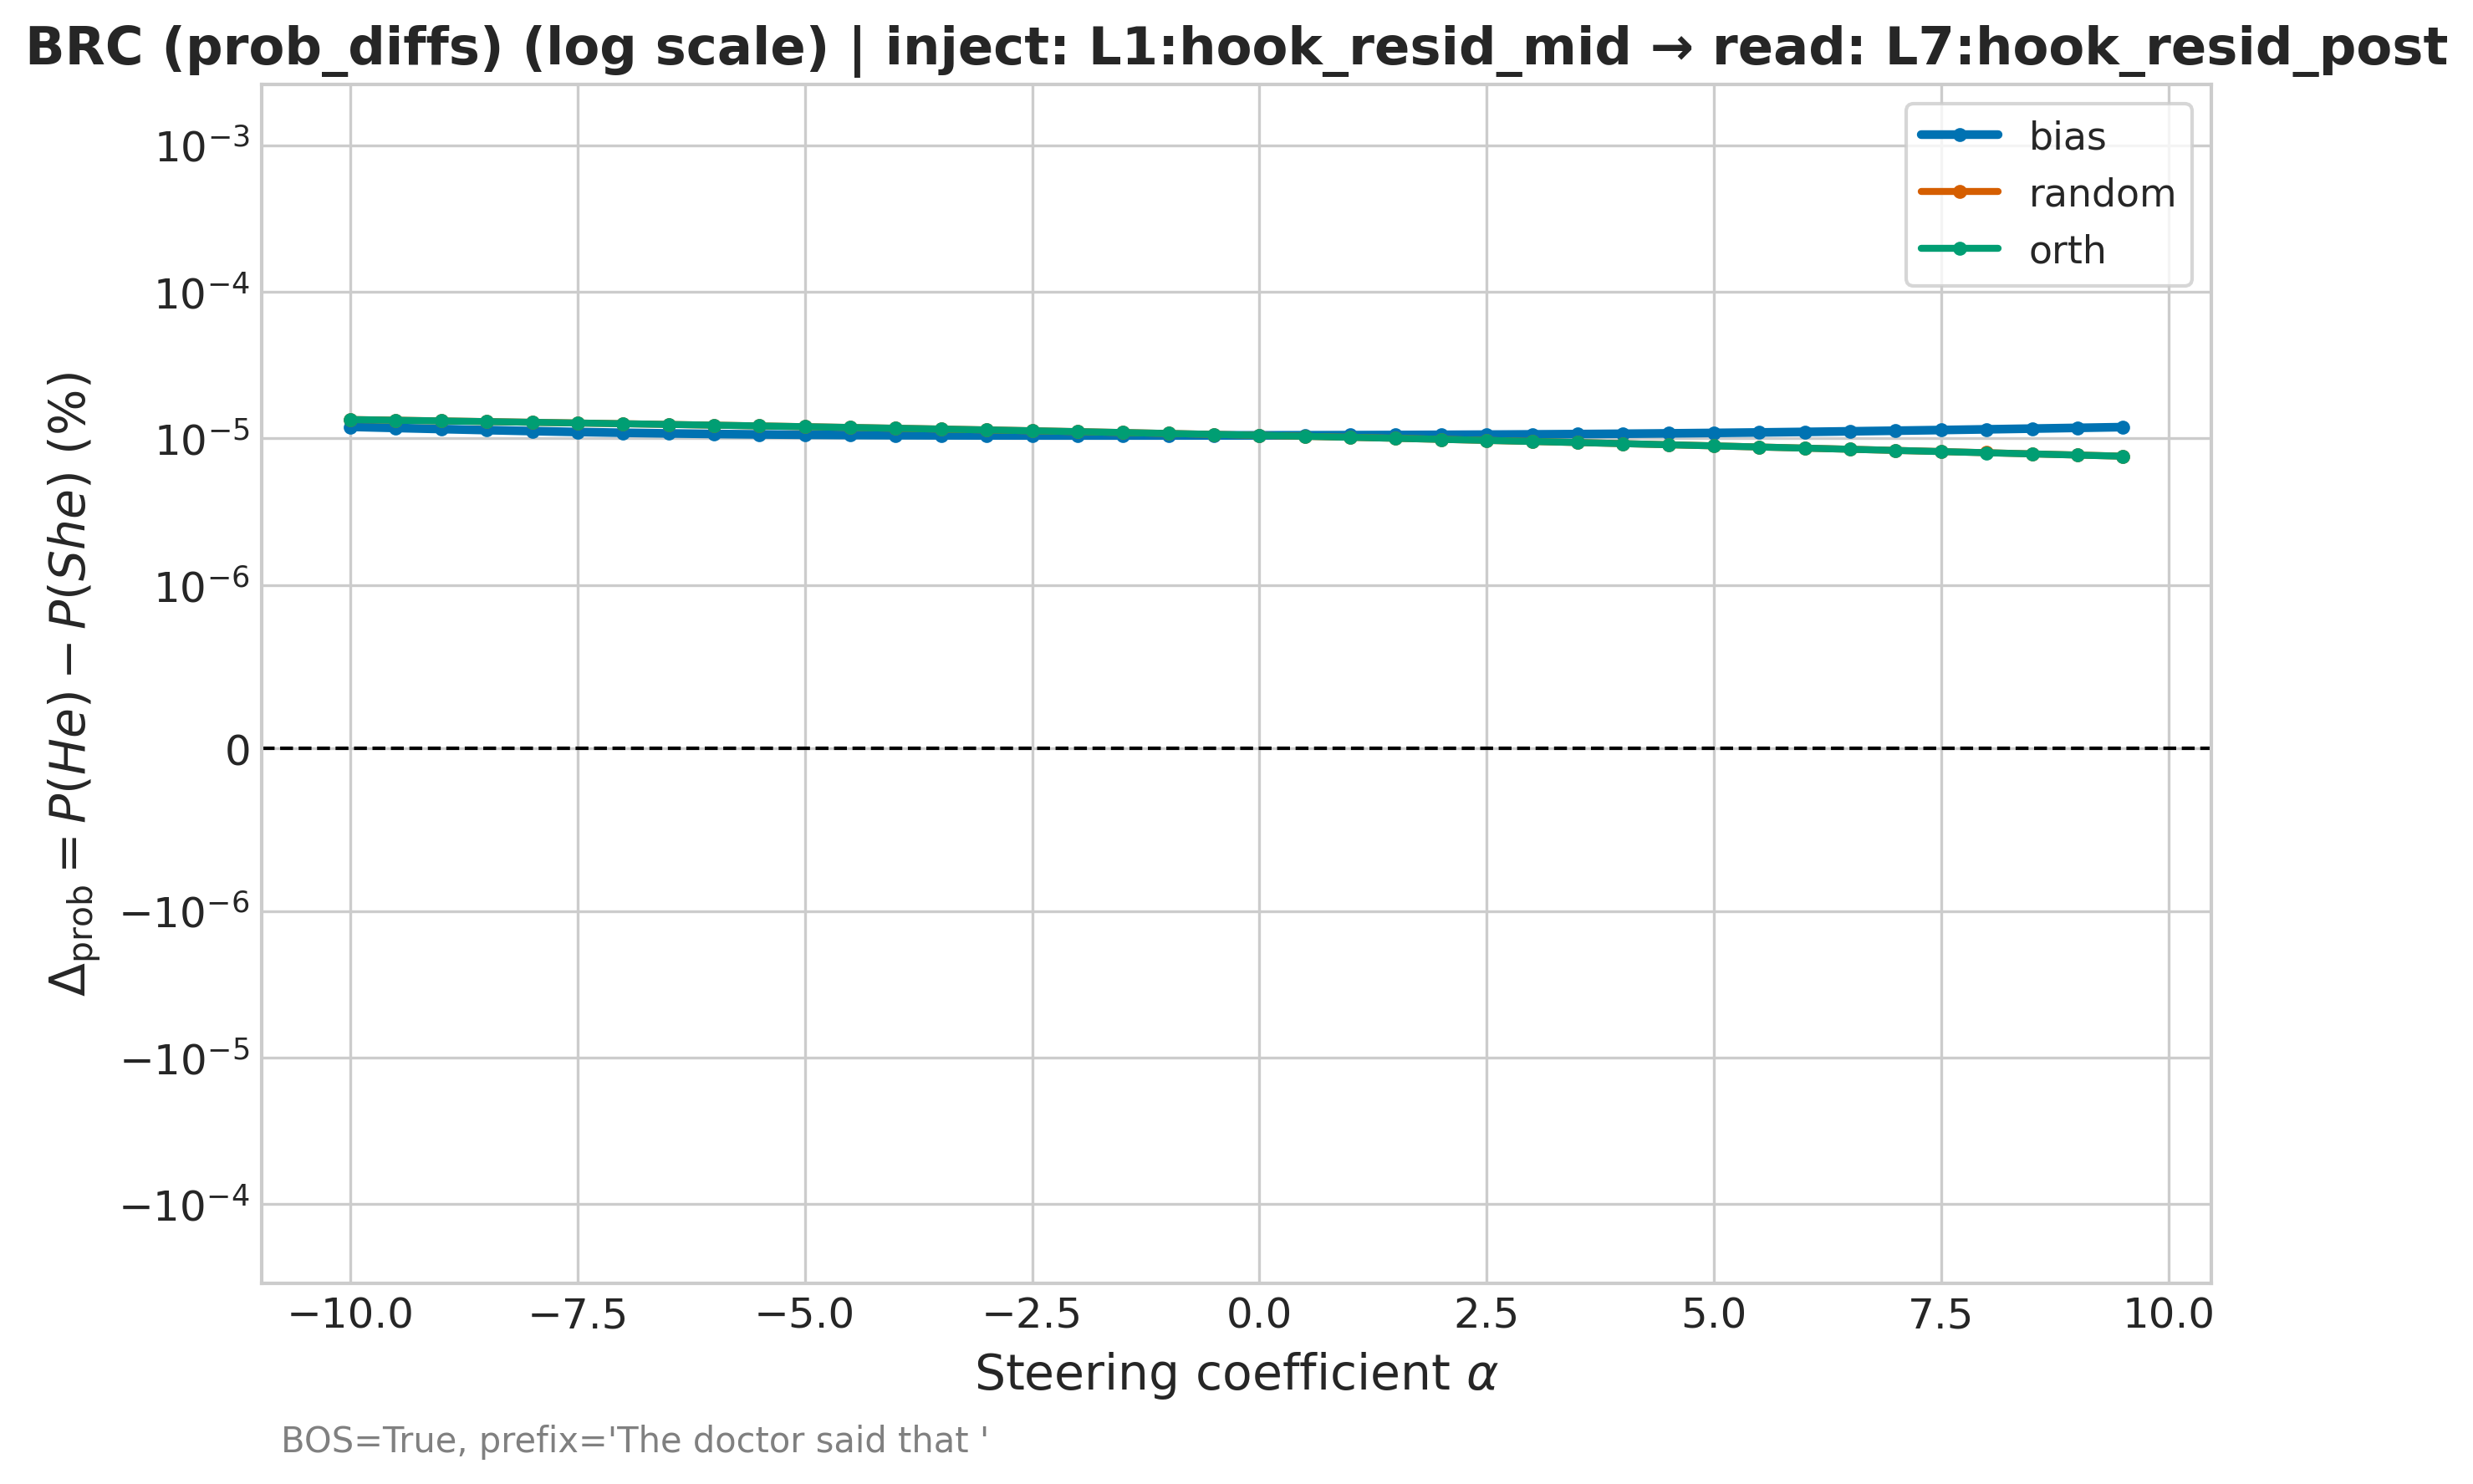 BRC (prob_diffs) (log scale) | inject: L1:hook_resid_mid → read: L7:hook_resid_post
bias
random
orth
10⁻³
10⁻⁴
10⁻⁵
10⁻⁶
0
−10⁻⁶
−10⁻⁵
−10⁻⁴
Δprob = P(He) − P(She) (%)
−10.0 −7.5 −5.0 −2.5 0.0 2.5 5.0 7.5 10.0
Steering coefficient α
BOS=True, prefix='The doctor said that '